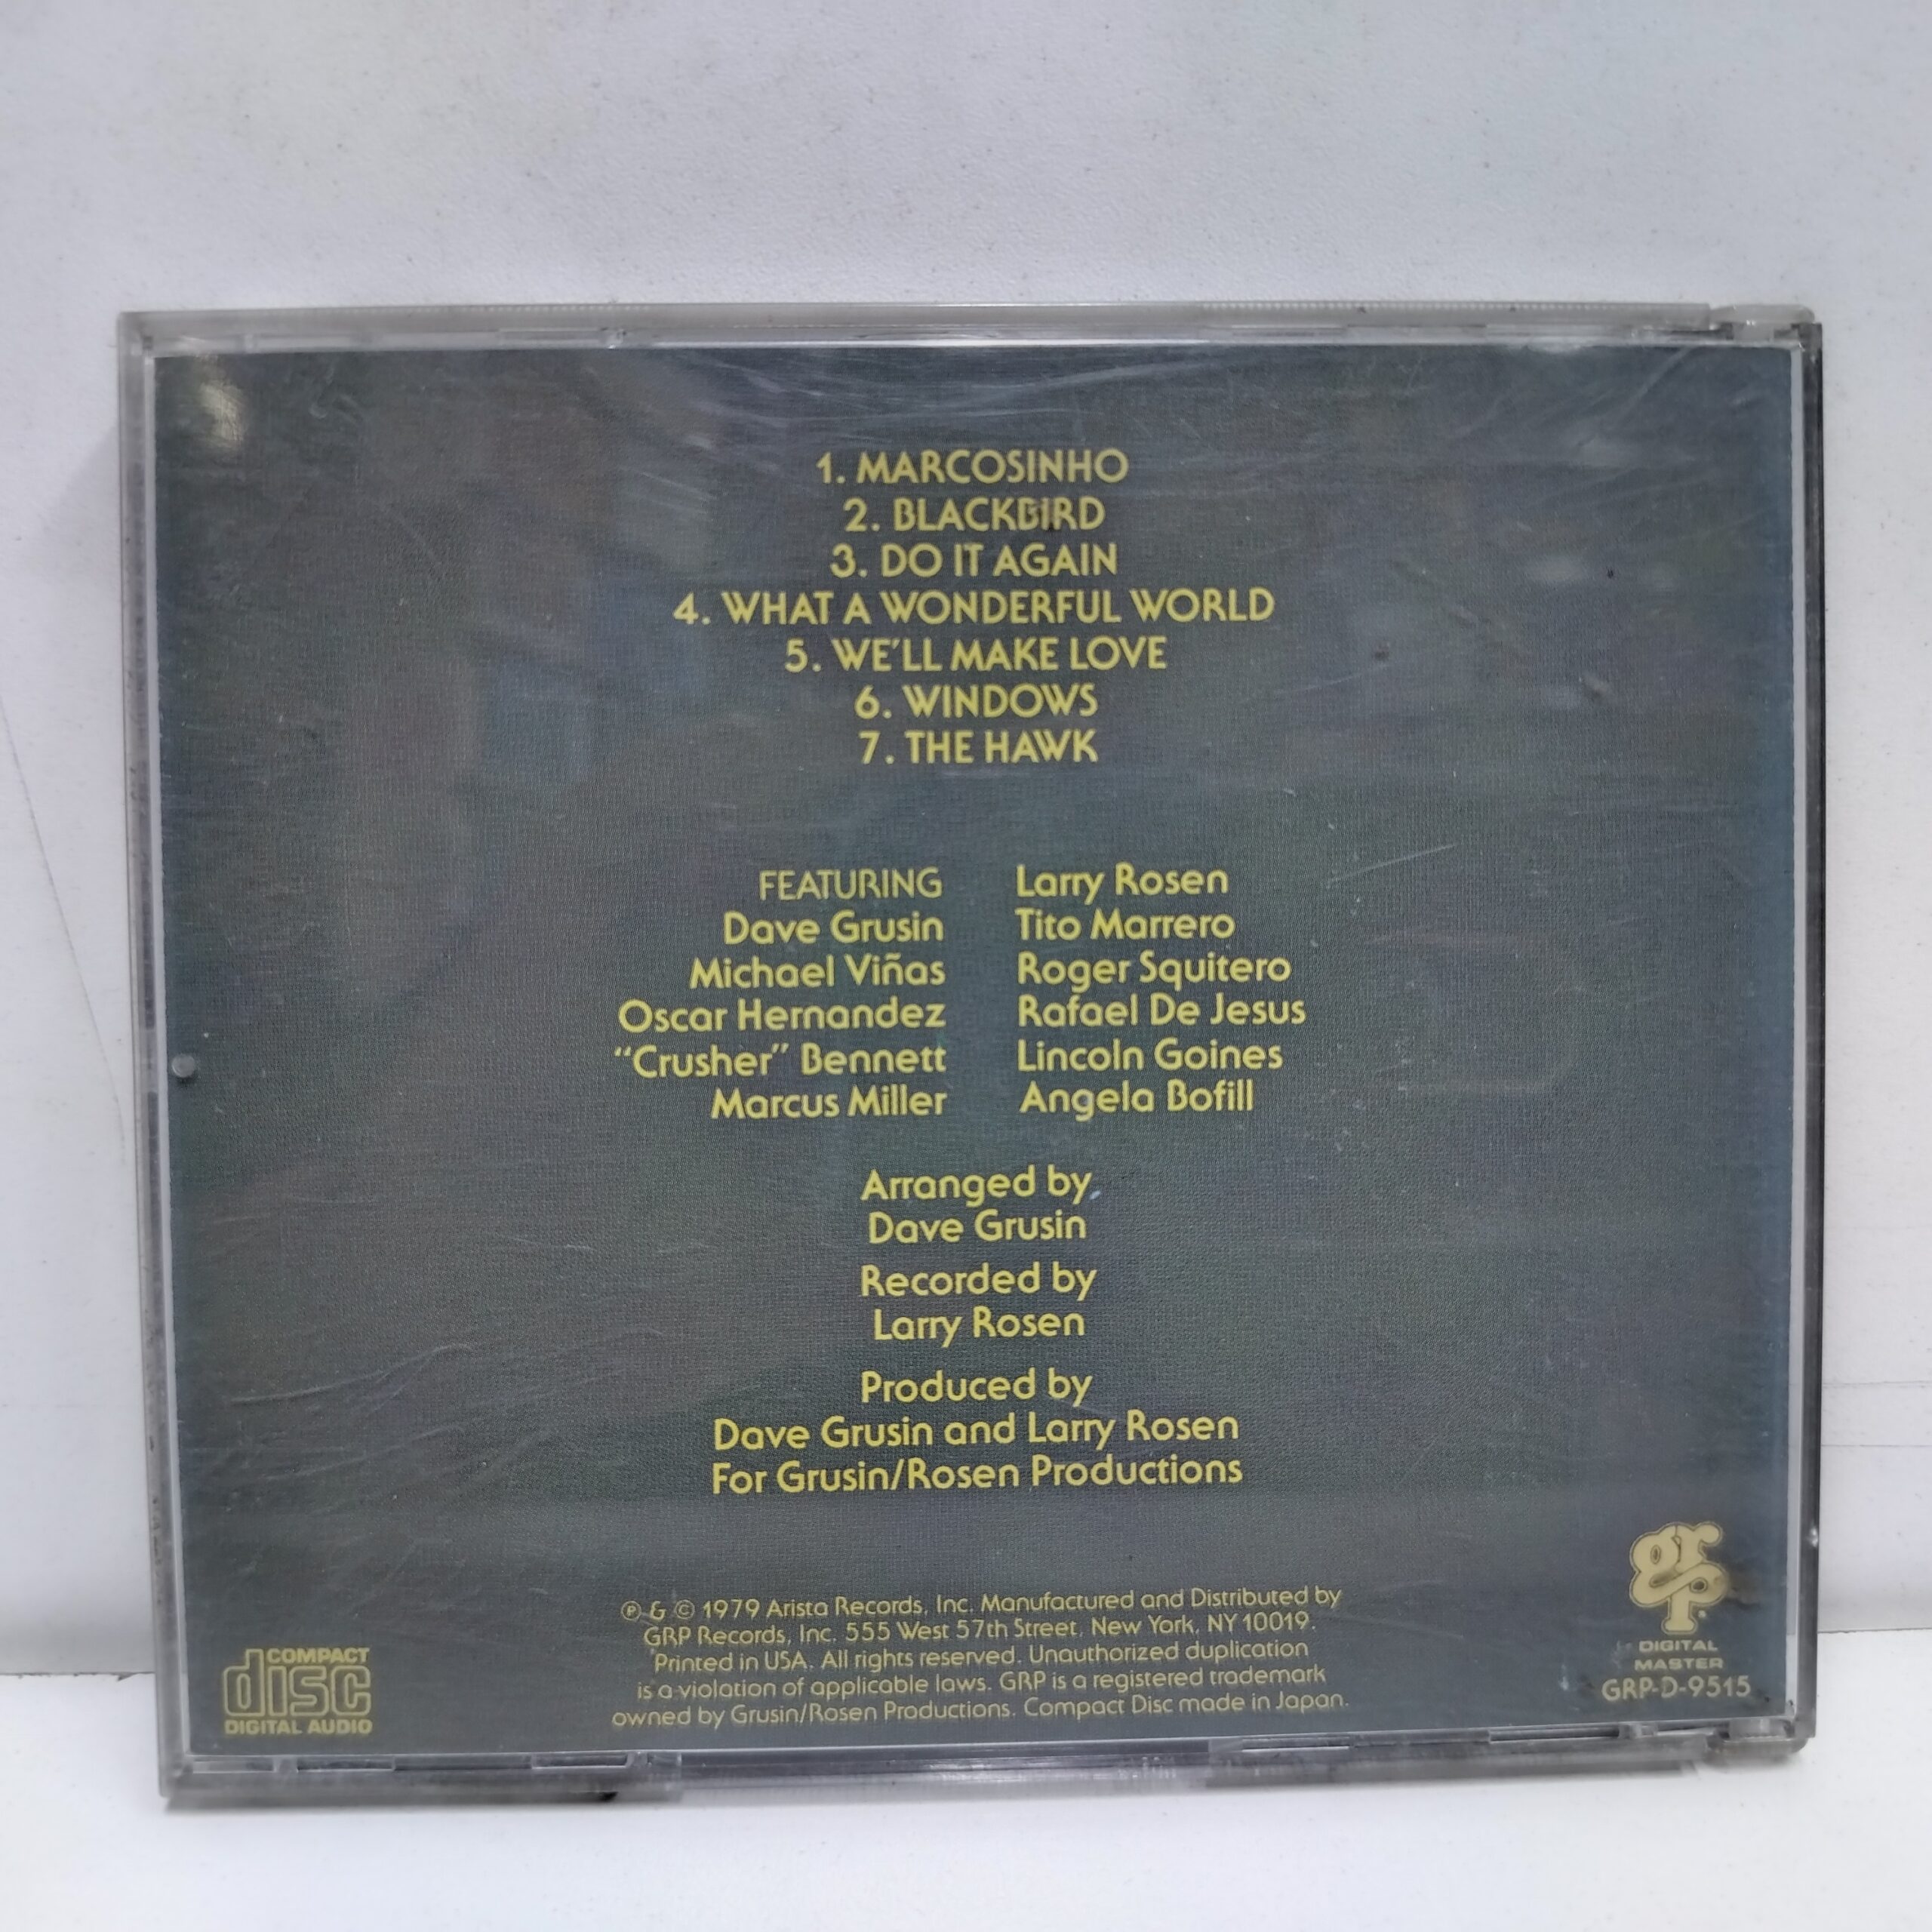 1. MARCOSINHO
2. BLACKBIRD
3. DO IT AGAIN
4. WHAT A WONDERFUL WORLD
5. WE'LL MAKE LOVE
6. WINDOWS
7. THE HAWK
FEATURING
Dave Grusin
Michael Viñas
Oscar Hernandez
"Crusher" Bennett
Marcus Miller
Larry Rosen
Tito Marrero
Roger Squitero
Rafael De Jesus
Lincoln Goines
Angela Bofill
Arranged by
Dave Grusin
Recorded by
Larry Rosen
Produced by
Dave Grusin and Larry Rosen
For Grusin/Rosen Productions
℗ & © 1979 Arista Records, Inc. Manufactured and Distributed by
GRP Records, Inc. 555 West 57th Street, New York, NY 10019.
Printed in USA. All rights reserved. Unauthorized duplication
is a violation of applicable laws. GRP is a registered trademark
owned by Grusin/Rosen Productions. Compact Disc made in Japan.
COMPACT
disc
DIGITAL AUDIO
grp
DIGITAL
MASTER
GRP-D-9515